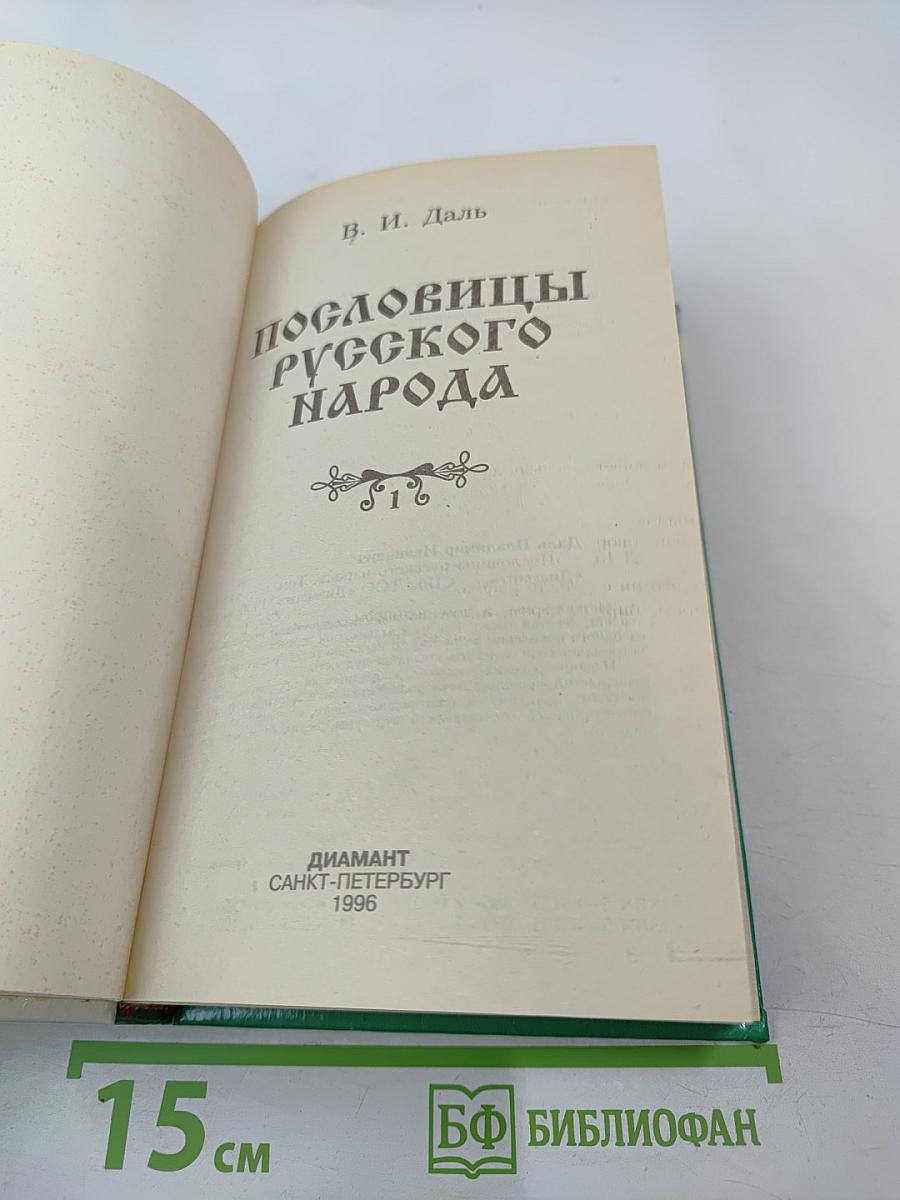 В. И. Даль
ПОСЛОВИЦЫ
РУССКОГО
НАРОДА
1
ДИАМАНТ
САНКТ-ПЕТЕРБУРГ
1996
15 см
БФ БИБЛИОФАН